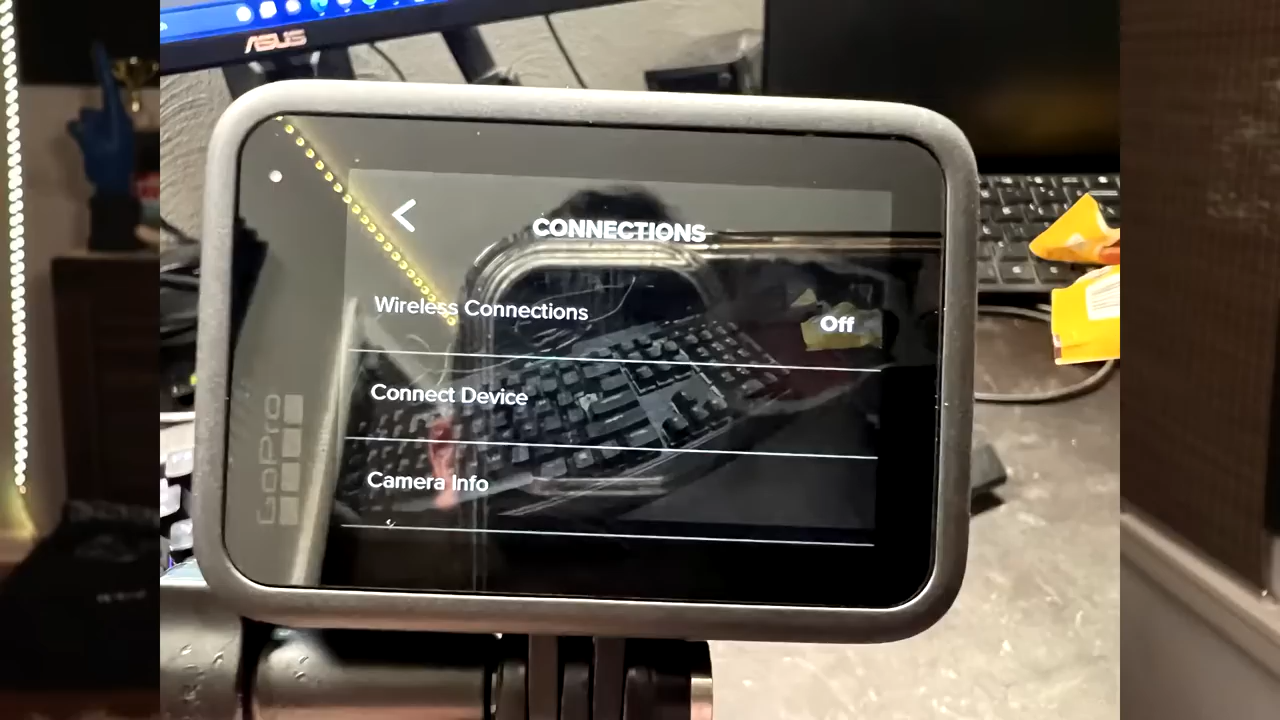 ASUS
CONNECTIONS
Wireless Connections
Off
Connect Device
Camera Info
GoPro